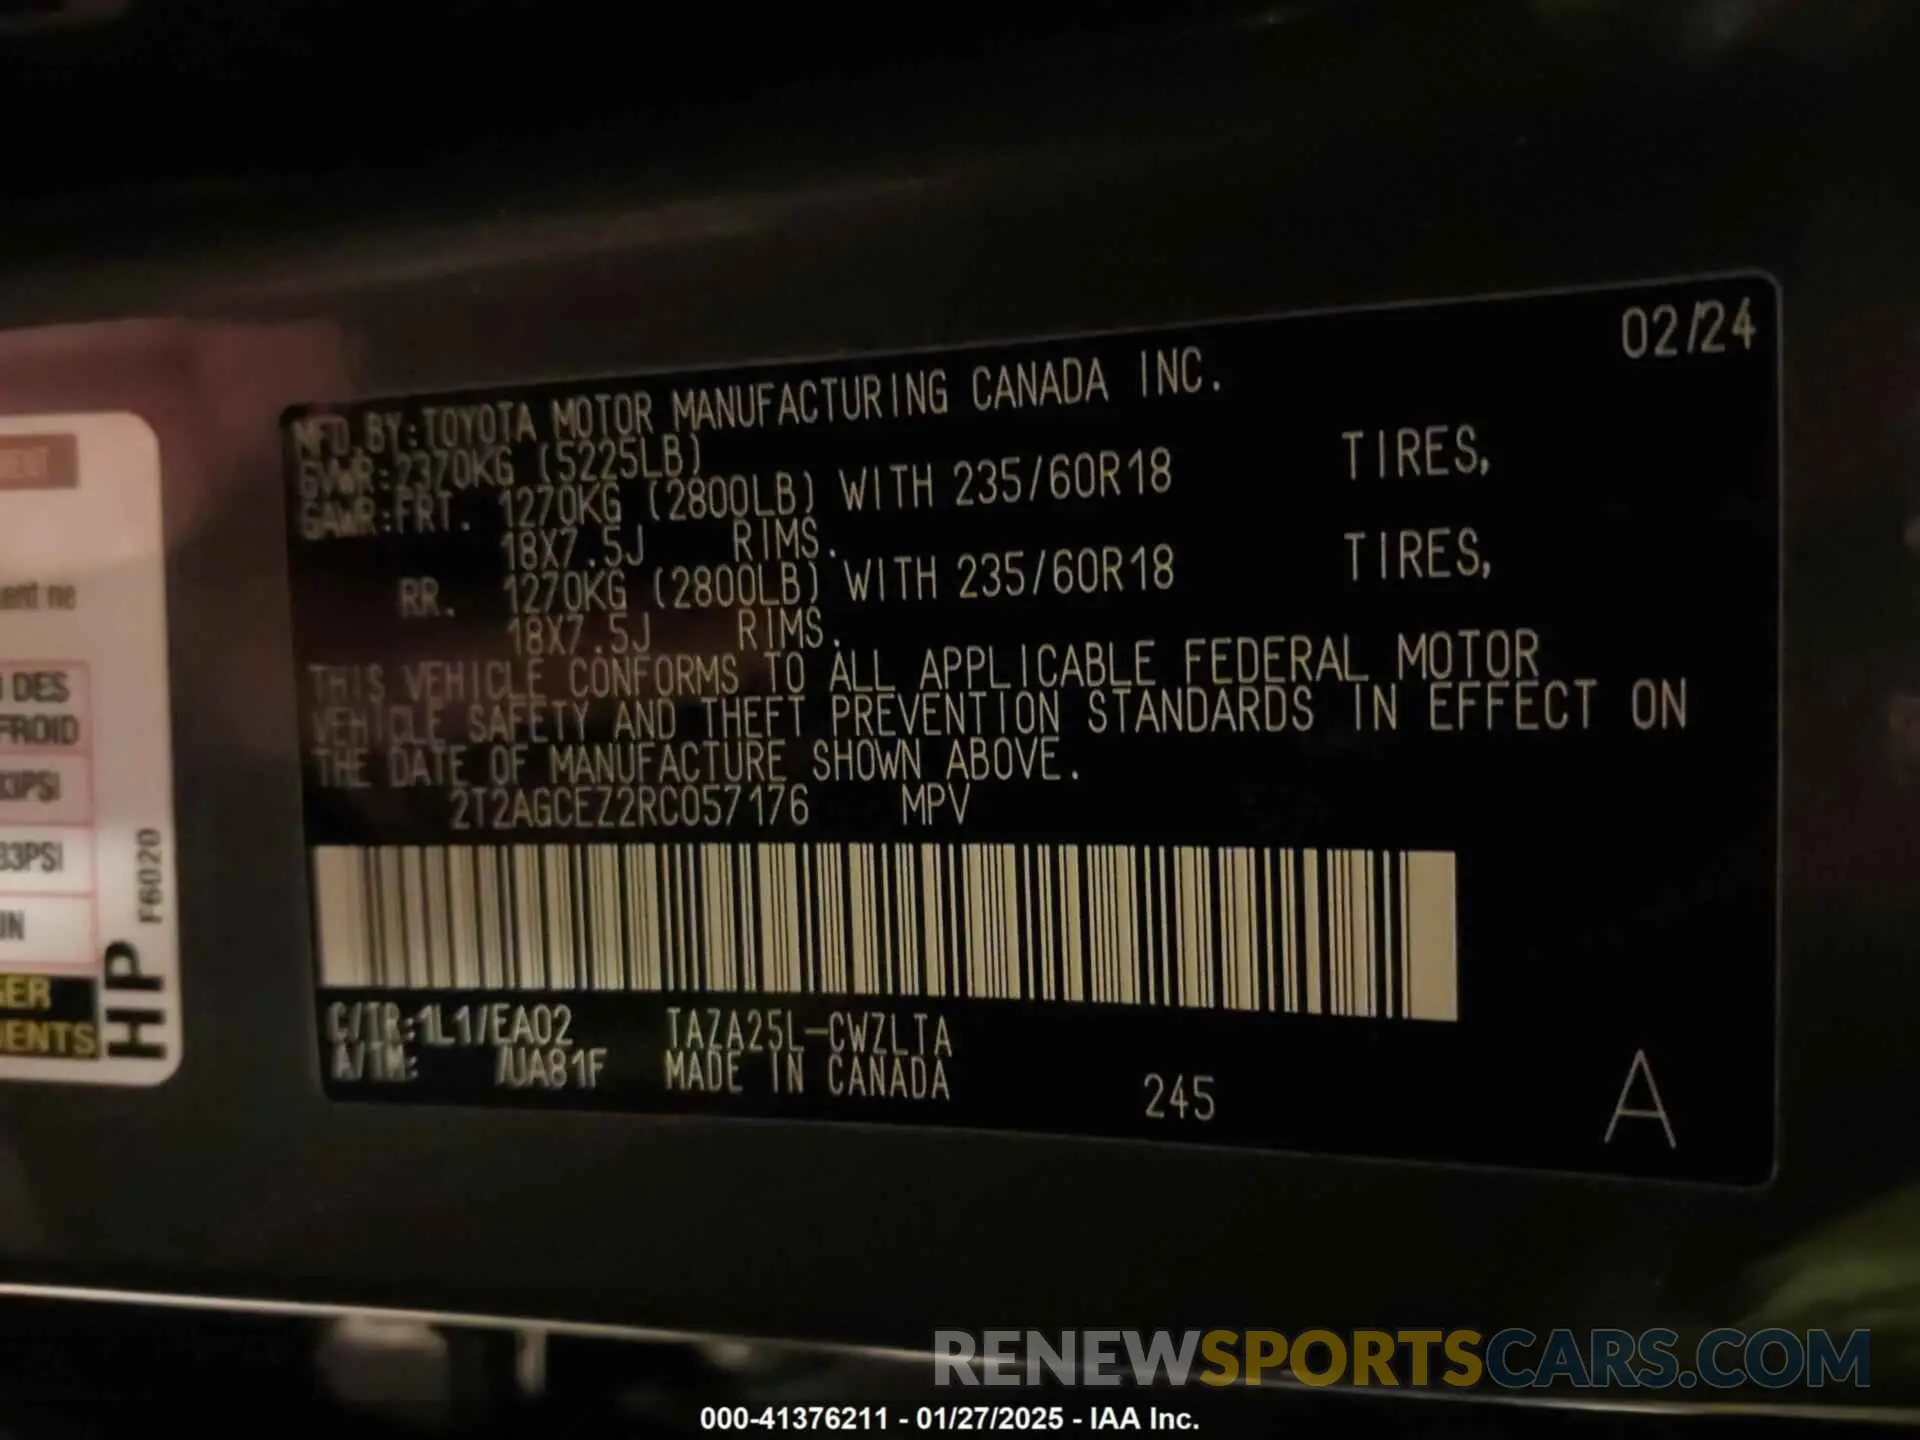 02/24
MFD.BY:TOYOTA MOTOR MANUFACTURING CANADA INC.
GVWR:2370KG (5225LB)
GAWR:FRT. 1270KG (2800LB) WITH 235/60R18 TIRES,
18X7.5J RIMS.
RR. 1270KG (2800LB) WITH 235/60R18 TIRES,
18X7.5J RIMS.
THIS VEHICLE CONFORMS TO ALL APPLICABLE FEDERAL MOTOR
VEHICLE SAFETY AND THEFT PREVENTION STANDARDS IN EFFECT ON
THE DATE OF MANUFACTURE SHOWN ABOVE.
2T2AGCEZ2RC057176 MPV
C/TR:1L1/EA02 TAZA25L-CWZLTA
A/TM: /UA81F MADE IN CANADA
245
A
ne
DES
FROID
33PSI
HP
F6020
RENEWSPORTSCARS.COM
000-41376211 - 01/27/2025 - IAA Inc.